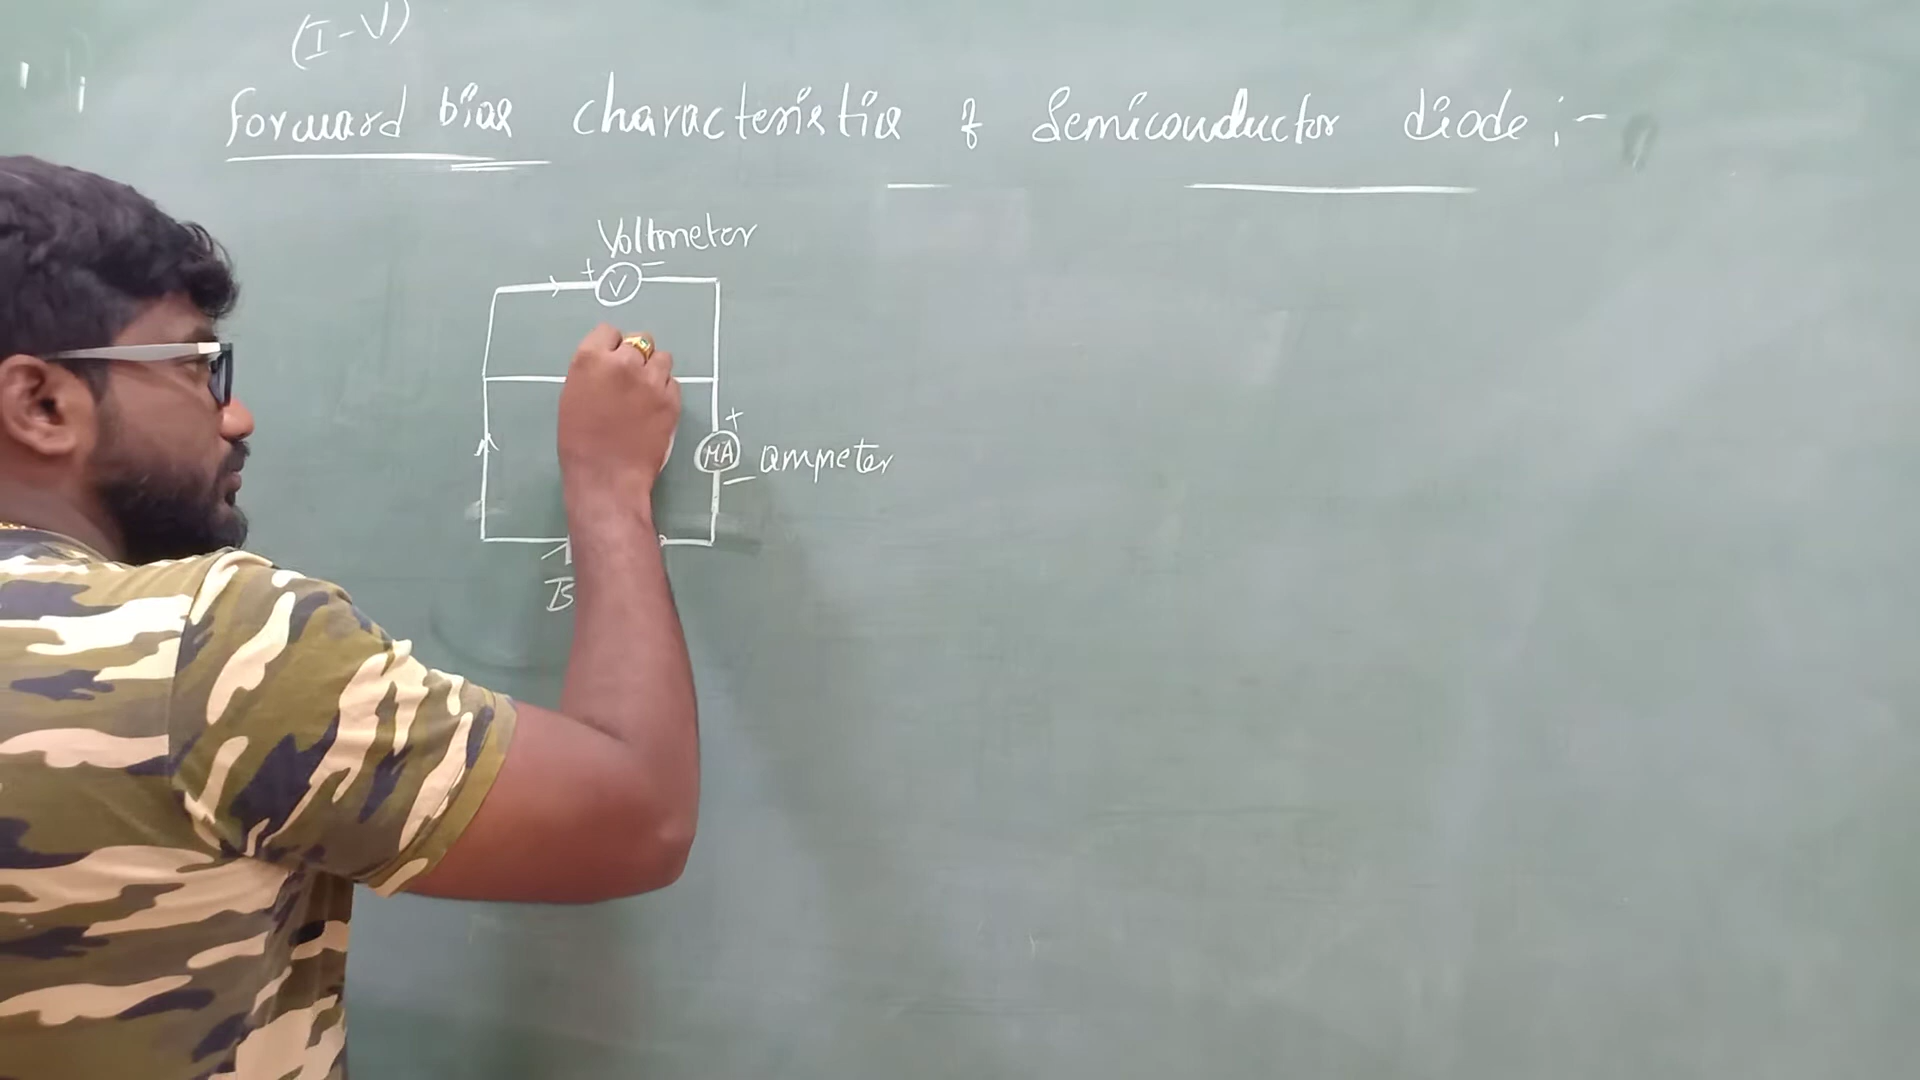 (I-V)
Forward bias characteristics of Semiconductor diode :-
Voltmeter
+ V -
+
MA ammeter
-